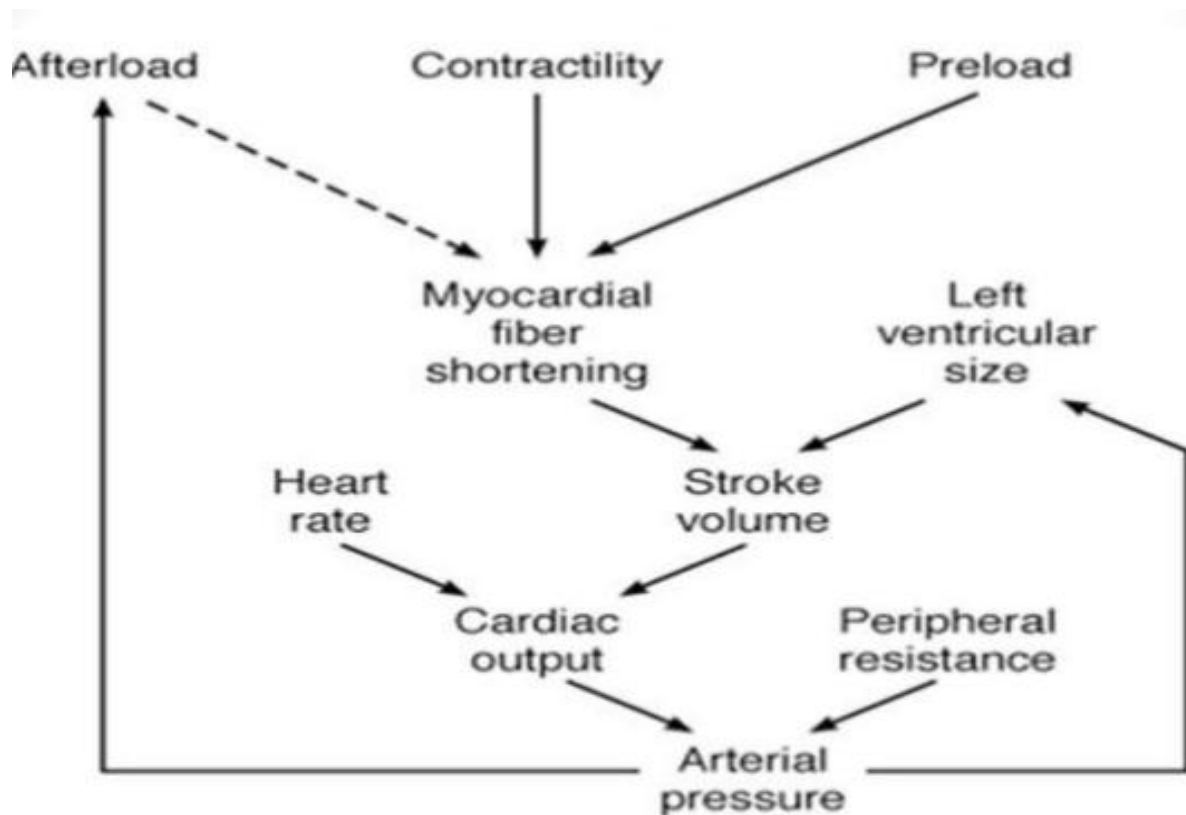 Afterload
Contractility
Preload
Myocardial
fiber
shortening
Left
ventricular
size
Heart
rate
Stroke
volume
Cardiac
output
Peripheral
resistance
Arterial
pressure